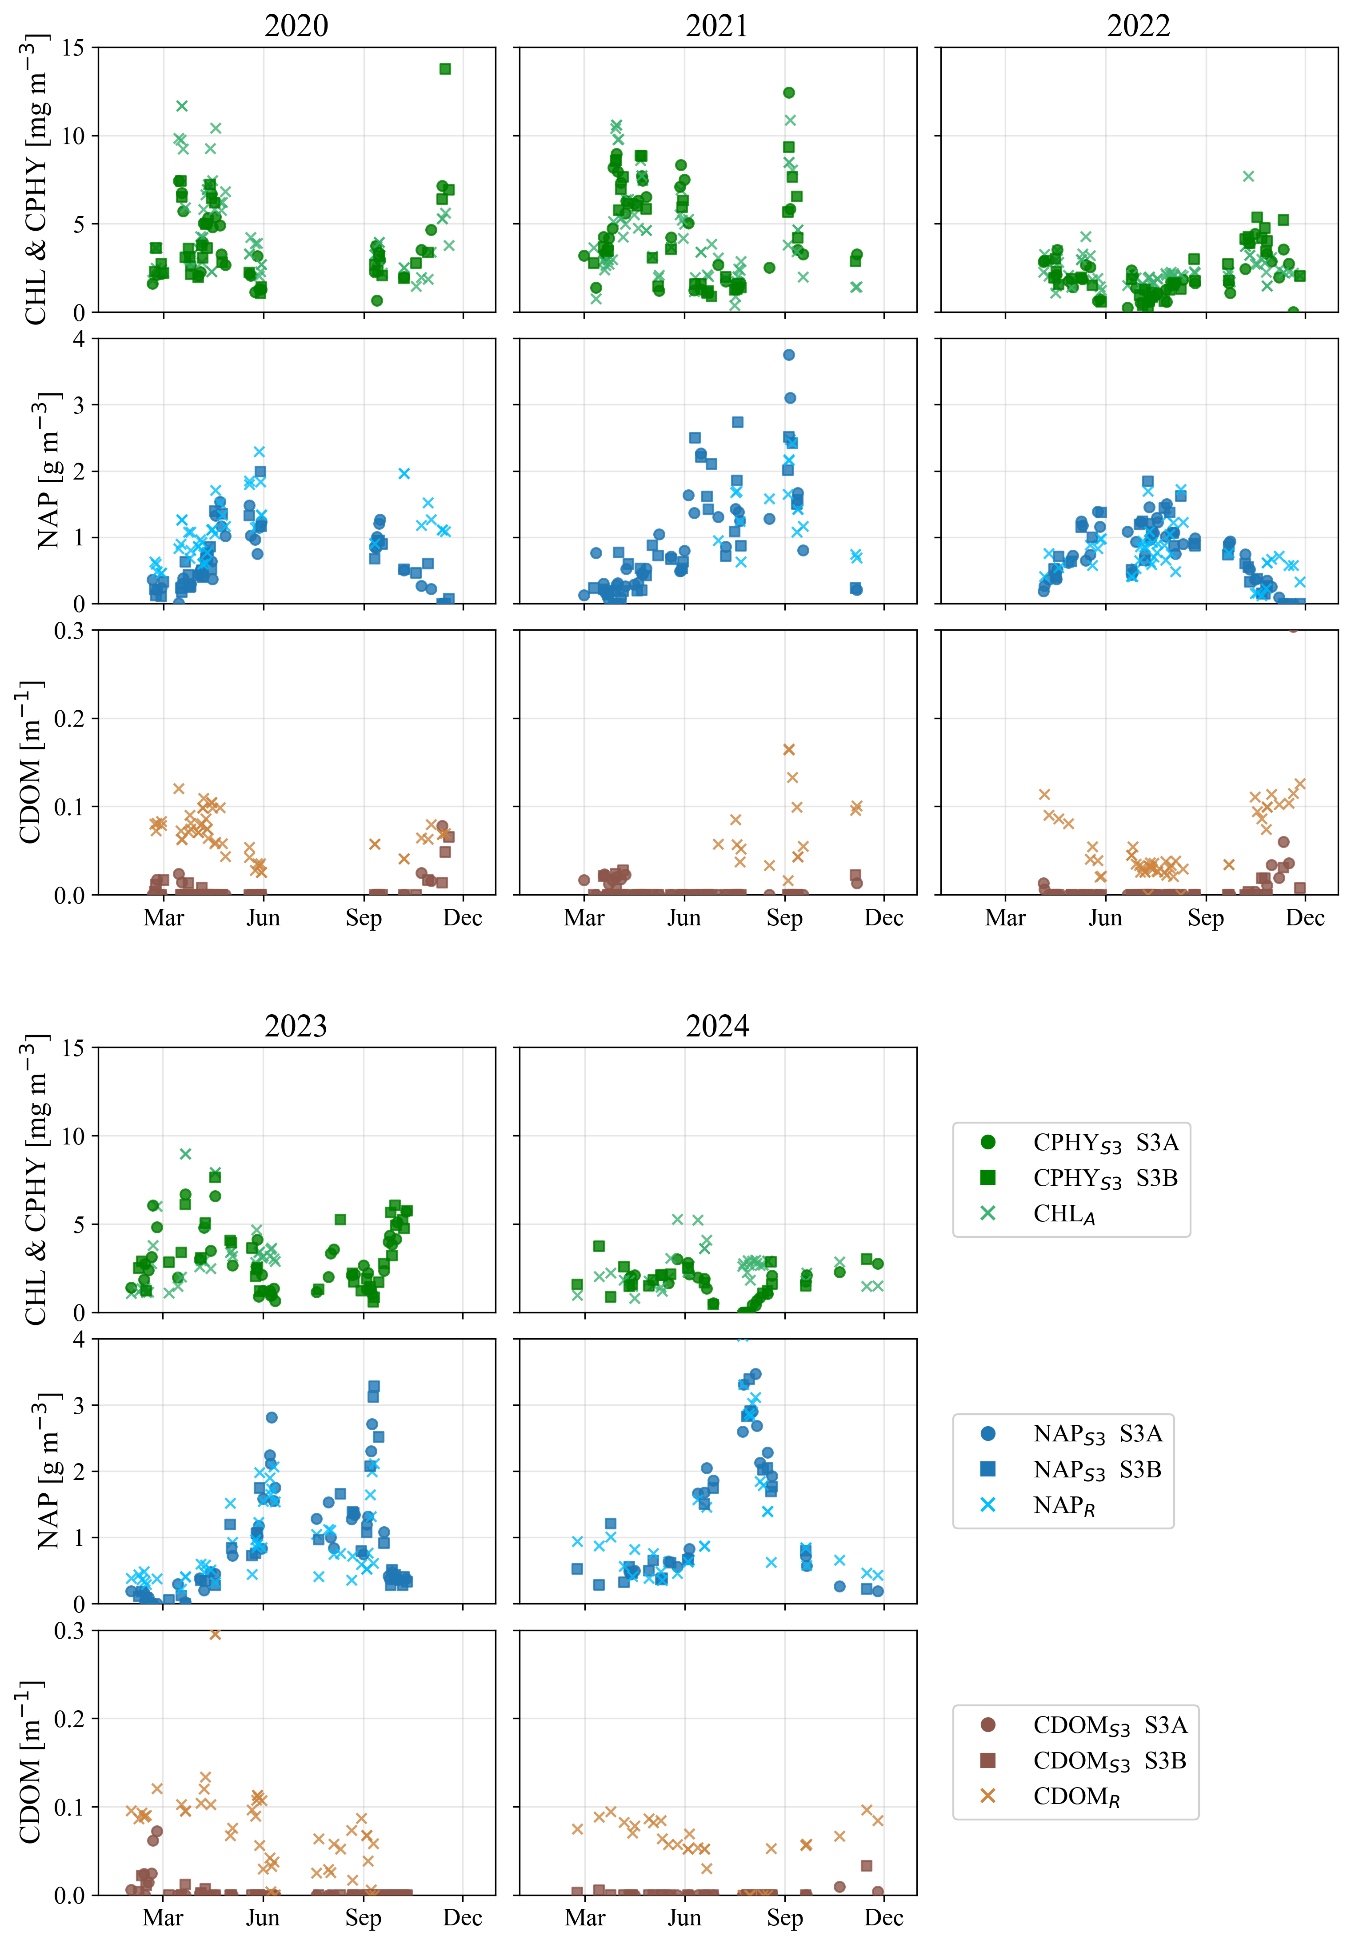 2020 2021 2022
CHL & CPHY [mg m⁻³]
15
10
5
0
NAP [g m⁻³]
4
3
2
1
0
CDOM [m⁻¹]
0.3
0.2
0.1
0.0
Mar Jun Sep Dec Mar Jun Sep Dec Mar Jun Sep Dec
2023 2024
CHL & CPHY [mg m⁻³]
15
10
5
0
CPHY_S3 S3A
CPHY_S3 S3B
CHL_A
NAP [g m⁻³]
4
3
2
1
0
NAP_S3 S3A
NAP_S3 S3B
NAP_R
CDOM [m⁻¹]
0.3
0.2
0.1
0.0
CDOM_S3 S3A
CDOM_S3 S3B
CDOM_R
Mar Jun Sep Dec Mar Jun Sep Dec